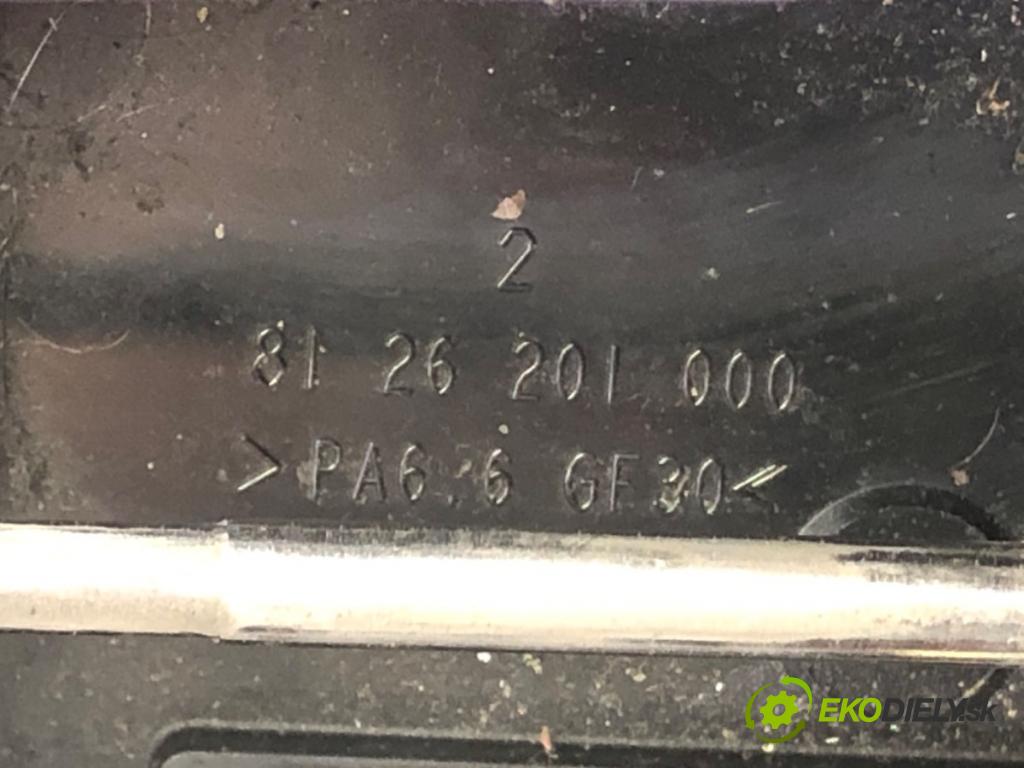 2
81 26 201 000
>PA6.6 GF30<
EKODIELY.sk